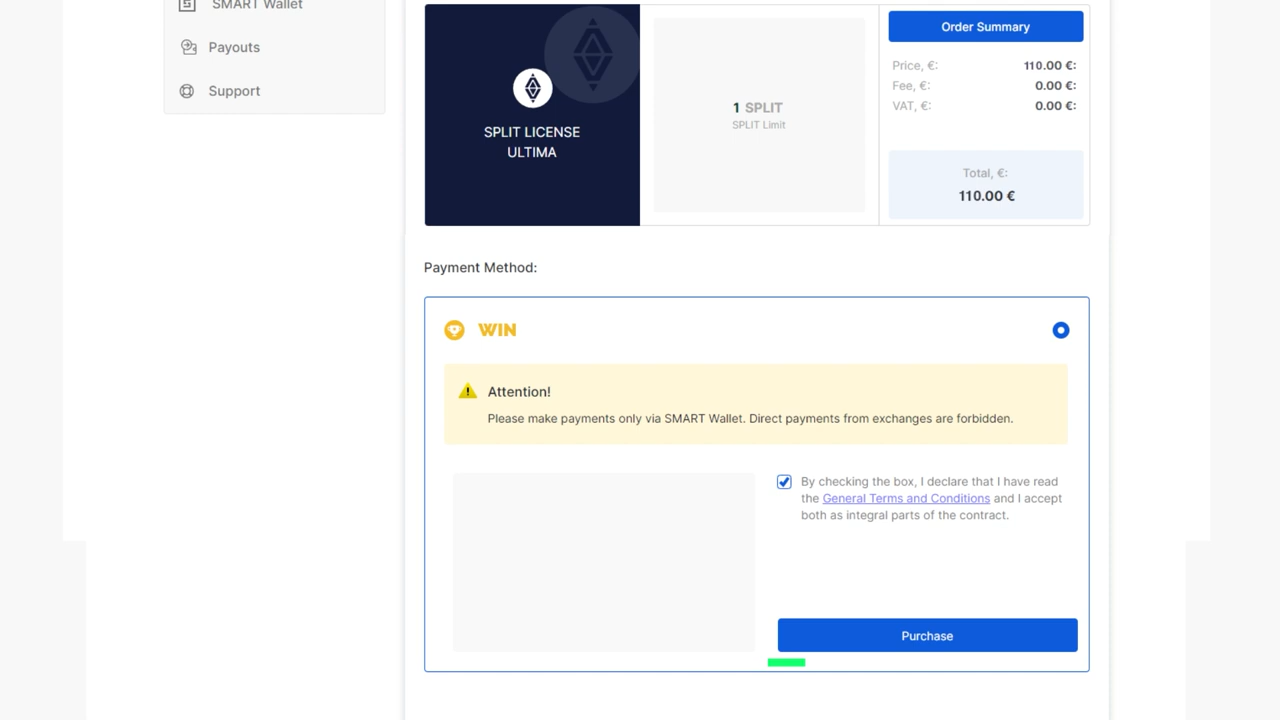 SMART Wallet
Payouts
Support
SPLIT LICENSE
ULTIMA
1 SPLIT
SPLIT Limit
Order Summary
Price, €: 110.00 €:
Fee, €: 0.00 €:
VAT, €: 0.00 €:
Total, €:
110.00 €
Payment Method:
WIN
Attention!
Please make payments only via SMART Wallet. Direct payments from exchanges are forbidden.
By checking the box, I declare that I have read
the General Terms and Conditions and I accept
both as integral parts of the contract.
Purchase